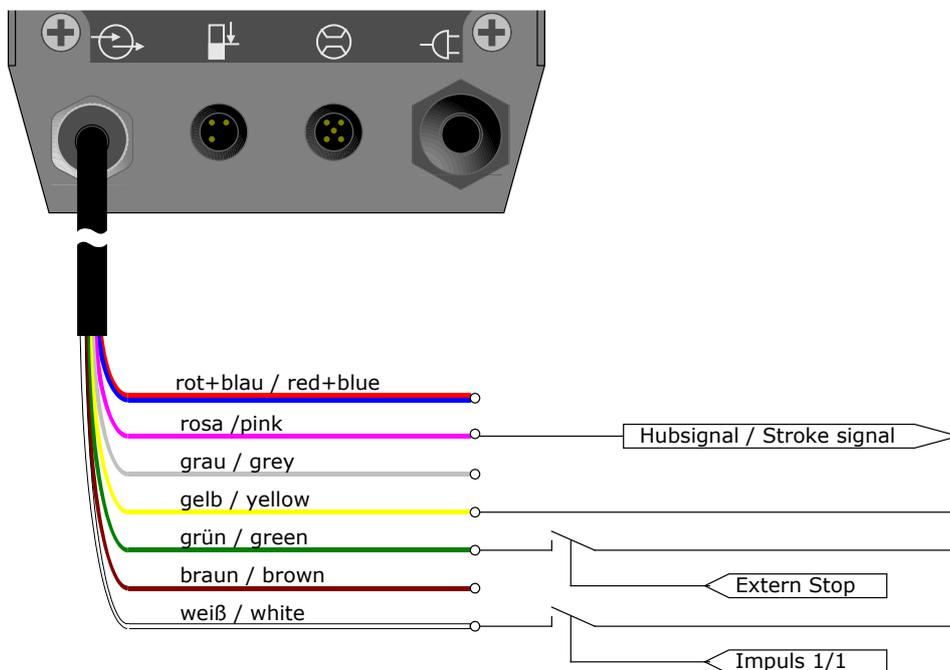 rot+blau / red+blue
rosa /pink
Hubsignal / Stroke signal
grau / grey
gelb / yellow
grün / green
braun / brown
Extern Stop
weiß / white
Impuls 1/1